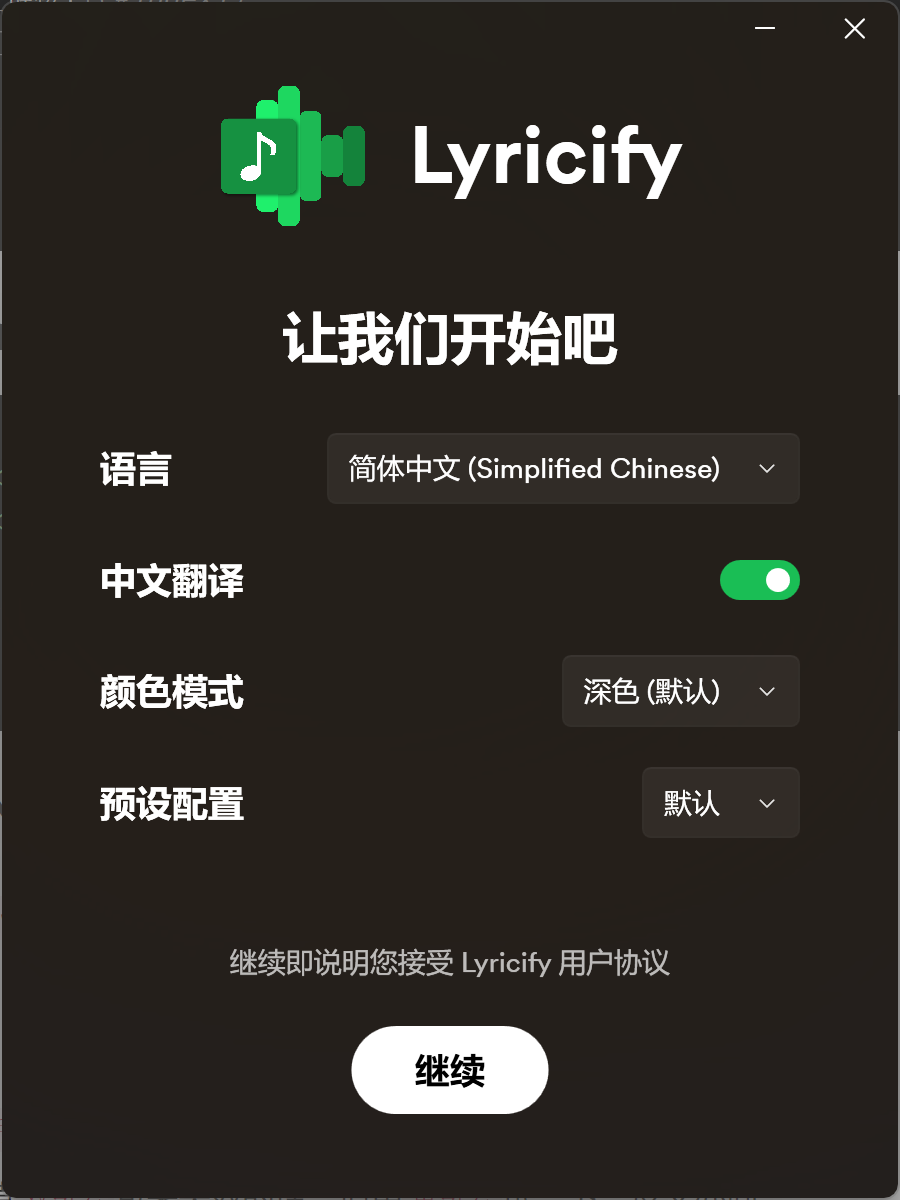 Lyricify
让我们开始吧
语言
简体中文 (Simplified Chinese)
中文翻译
颜色模式
深色 (默认)
预设配置
默认
继续即说明您接受 Lyricify 用户协议
继续